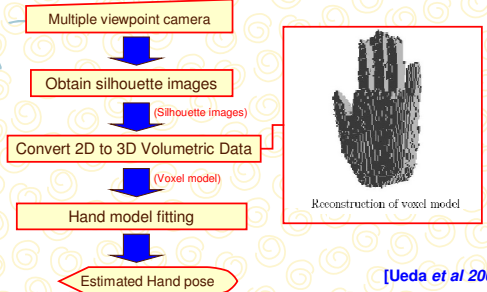 Multiple viewpoint camera
Obtain silhouette images
(Silhouette images)
Convert 2D to 3D Volumetric Data
(Voxel model)
Hand model fitting
Estimated Hand pose
Reconstruction of voxel model
[Ueda et al 200